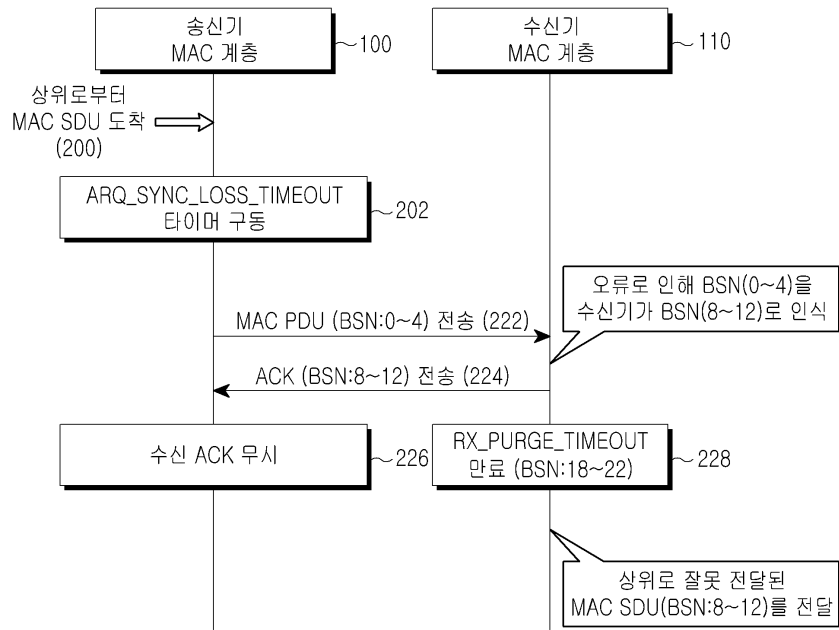 송신기
MAC 계층
100
수신기
MAC 계층
110
상위로부터
MAC SDU 도착
(200)
ARQ_SYNC_LOSS_TIMEOUT
타이머 구동
202
오류로 인해 BSN(0~4)을
수신기가 BSN(8~12)로 인식
MAC PDU (BSN:0~4) 전송 (222)
ACK (BSN:8~12) 전송 (224)
수신 ACK 무시
226
RX_PURGE_TIMEOUT
만료 (BSN:18~22)
228
상위로 잘못 전달된
MAC SDU(BSN:8~12)를 전달